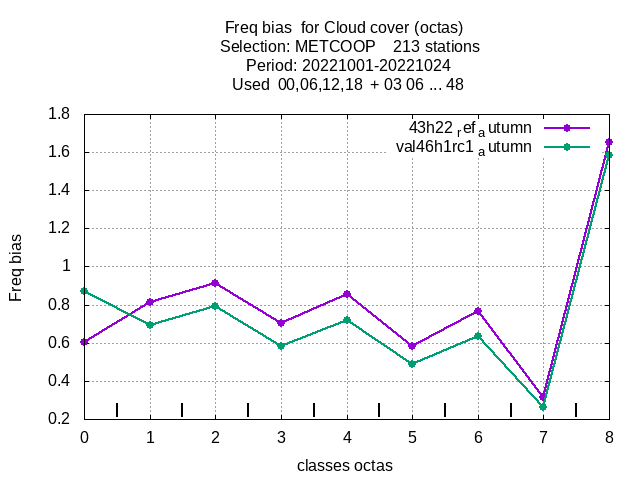 Freq bias  for Cloud cover (octas)
Selection: METCOOP    213 stations
Period: 20221001-20221024
Used  00,06,12,18  + 03 06 ... 48
43h22_ref_autumn
val46h1rc1_autumn
Freq bias
1.8
1.6
1.4
1.2
1
0.8
0.6
0.4
0.2
0 1 2 3 4 5 6 7 8
classes octas